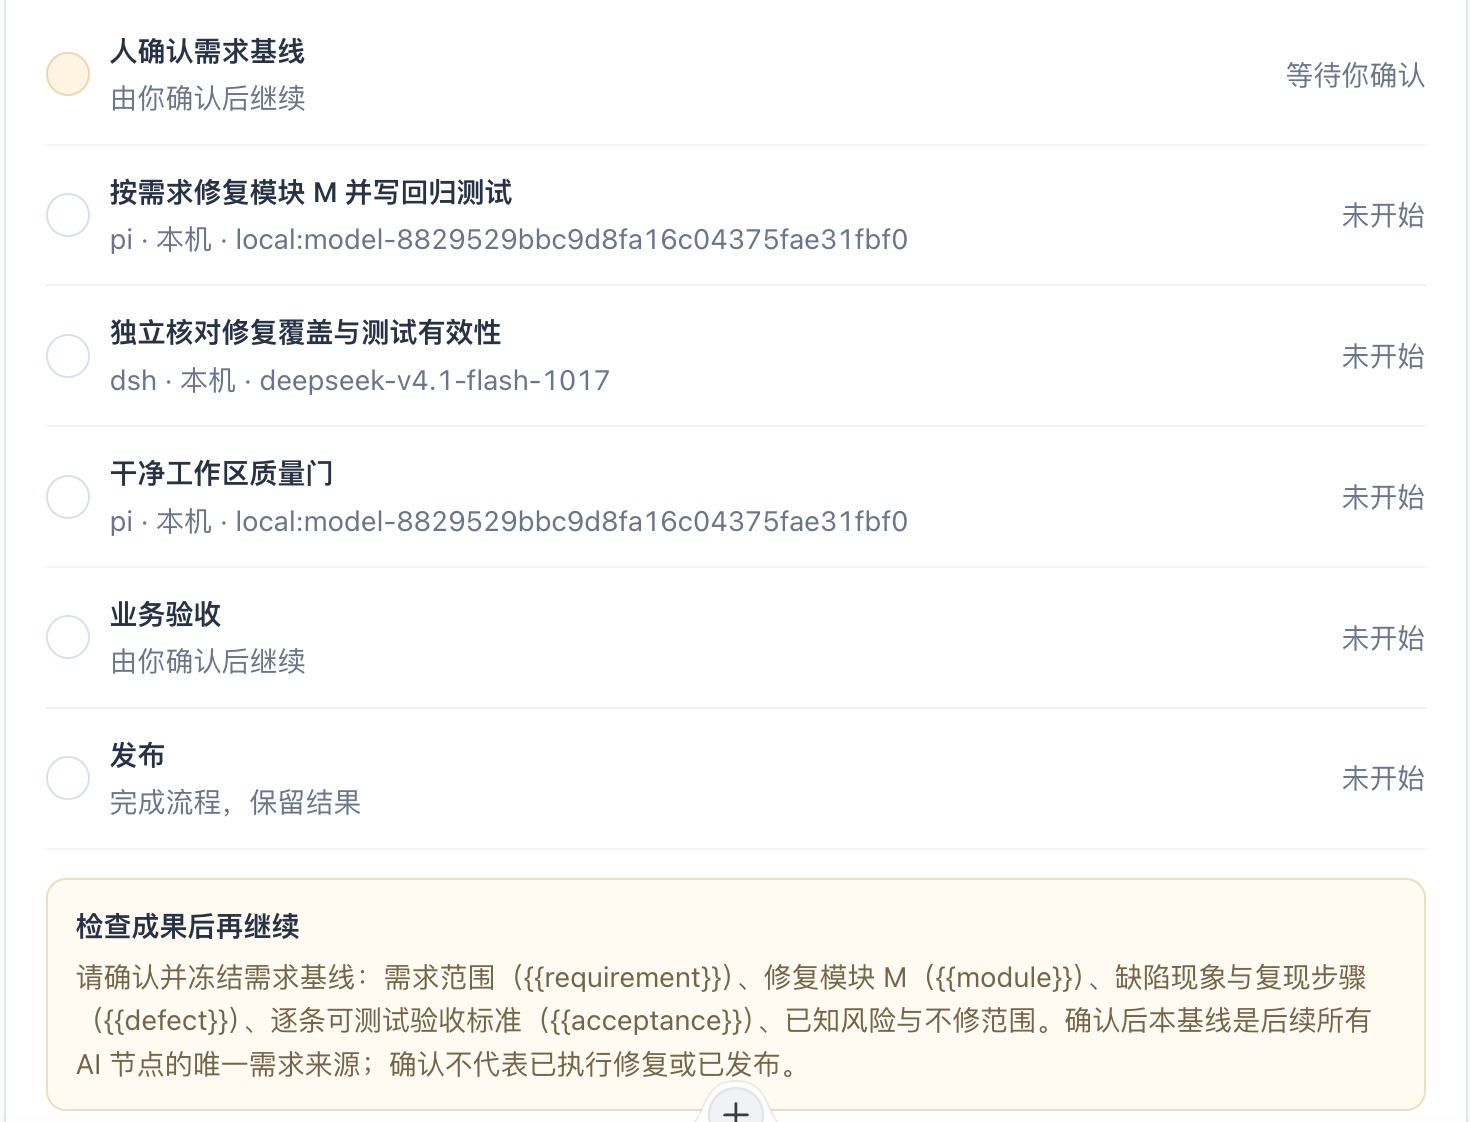 人确认需求基线
由你确认后继续
等待你确认
按需求修复模块 M 并写回归测试
pi · 本机 · local:model-8829529bbc9d8fa16c04375fae31fbf0
未开始
独立核对修复覆盖与测试有效性
dsh · 本机 · deepseek-v4.1-flash-1017
未开始
干净工作区质量门
pi · 本机 · local:model-8829529bbc9d8fa16c04375fae31fbf0
未开始
业务验收
由你确认后继续
未开始
发布
完成流程，保留结果
未开始
检查成果后再继续
请确认并冻结需求基线：需求范围（{{requirement}}）、修复模块 M（{{module}}）、缺陷现象与复现步骤
（{{defect}}）、逐条可测试验收标准（{{acceptance}}）、已知风险与不修范围。确认后本基线是后续所有
AI 节点的唯一需求来源；确认不代表已执行修复或已发布。